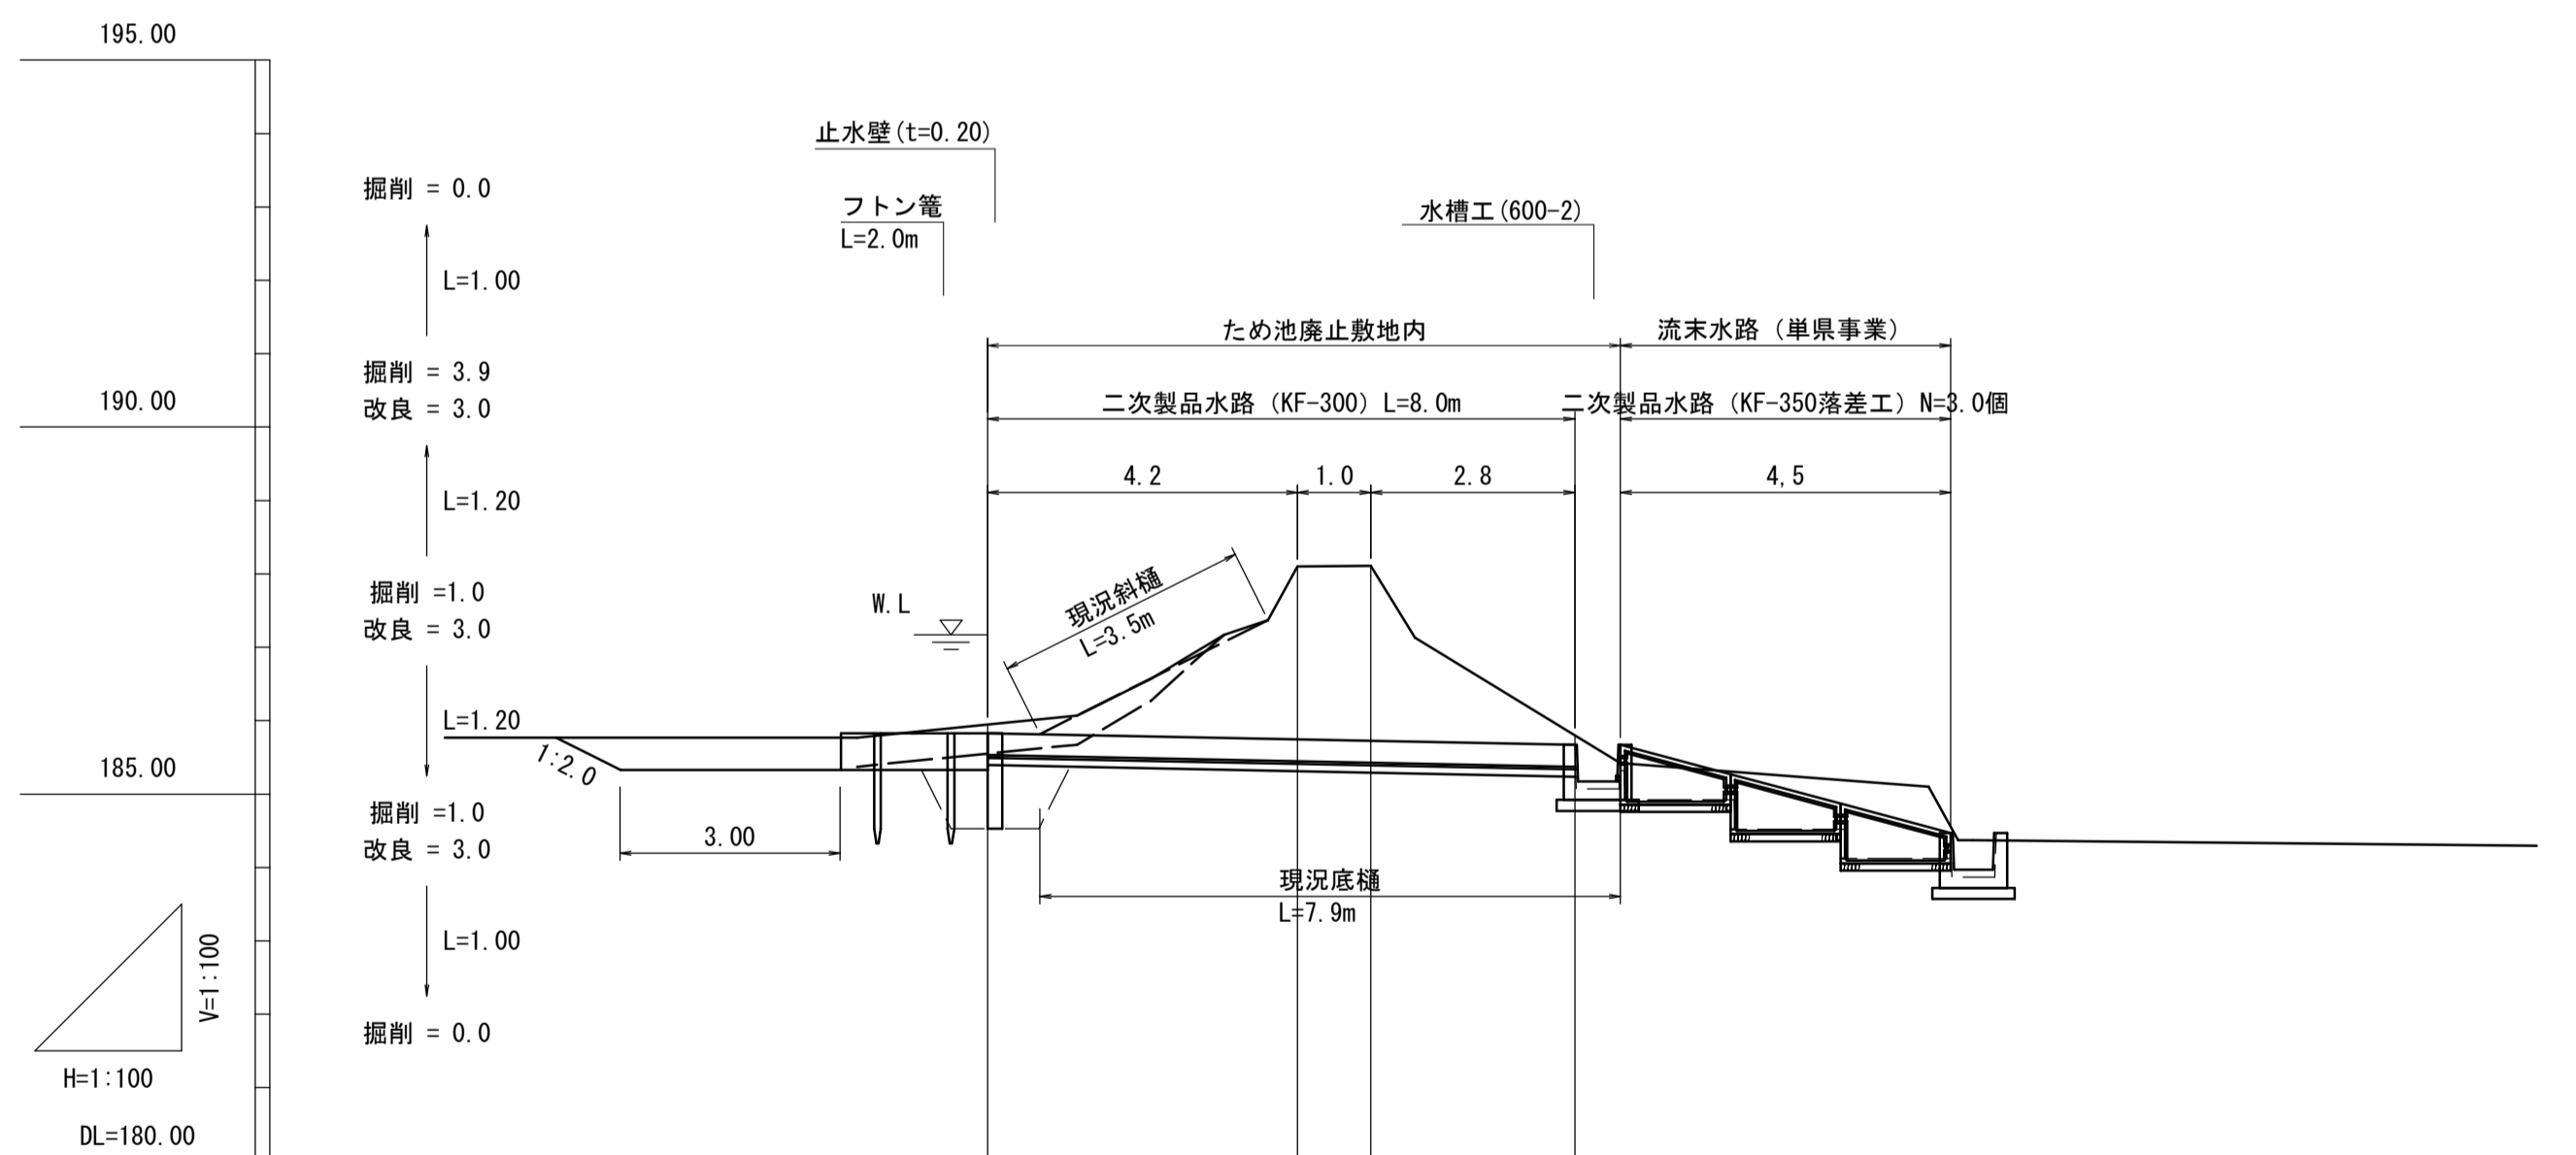 195.00
止水壁(t=0.20)
掘削 = 0.0
フトン篭
L=2.0m
水槽工(600-2)
L=1.00
ため池廃止敷地内
流末水路（単県事業）
掘削 = 3.9
改良 = 3.0
190.00
二次製品水路（KF-300）L=8.0m
二次製品水路（KF-350落差工）N=3.0個
4.2
1.0
2.8
4,5
L=1.20
現況斜樋
L=3.5m
掘削 =1.0
改良 = 3.0
W.L
L=1.20
1:2.0
185.00
掘削 =1.0
改良 = 3.0
3.00
現況底樋
L=7.9m
L=1.00
V=1:100
掘削 = 0.0
H=1:100
DL=180.00